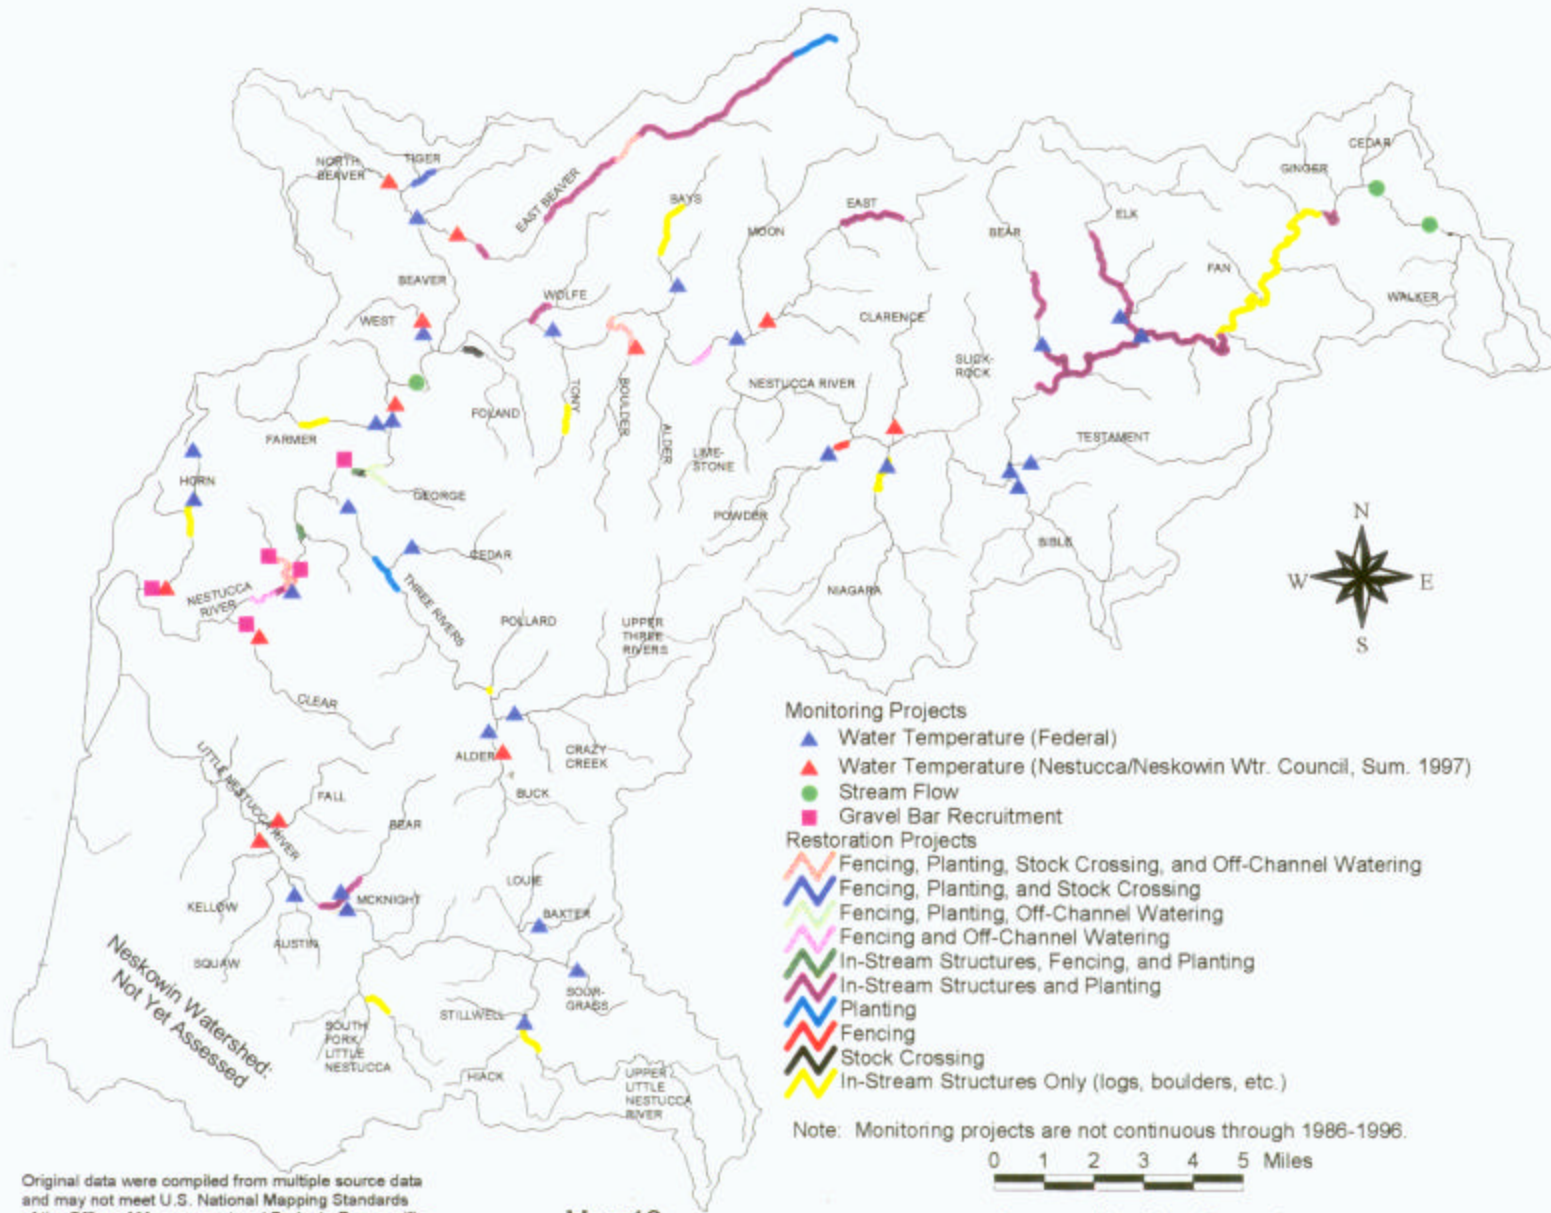 CEDAR
GINGER
NORTH
BEAVER
TIGER
EAST BEAVER
BAYS
EAST
MOON
ELK
BEAR
FAN
WALKER
BEAVER
WOLFE
WEST
CLARENCE
SLICK-
ROCK
NESTUCCA RIVER
FOLAND
TONY
BOULDER
ALDER
LIME-
STONE
FARMER
TESTAMENT
HORN
GEORGE
POWDER
CEDAR
BIBLE
NESTUCCA
RIVER
THREE RIVERS
NIAGARA
POLLARD
UPPER
THREE
RIVERS
CLEAR
ALDER
CRAZY
CREEK
BUCK
LITTLE NESTUCCA RIVER
FALL
BEAR
LOUIE
KELLOW
MCKNIGHT
BAXTER
AUSTIN
SQUAW
SOUR-
GRASS
STILLWELL
SOUTH
FORK
LITTLE
NESTUCCA
HIACK
UPPER
LITTLE
NESTUCCA
RIVER
Neskowin Watershed:
Not Yet Assessed
N
W E
S
Monitoring Projects
Water Temperature (Federal)
Water Temperature (Nestucca/Neskowin Wtr. Council, Sum. 1997)
Stream Flow
Gravel Bar Recruitment
Restoration Projects
Fencing, Planting, Stock Crossing, and Off-Channel Watering
Fencing, Planting, and Stock Crossing
Fencing, Planting, Off-Channel Watering
Fencing and Off-Channel Watering
In-Stream Structures, Fencing, and Planting
In-Stream Structures and Planting
Planting
Fencing
Stock Crossing
In-Stream Structures Only (logs, boulders, etc.)
Note: Monitoring projects are not continuous through 1986-1996.
0 1 2 3 4 5 Miles
Original data were compiled from multiple source data
and may not meet U.S. National Mapping Standards